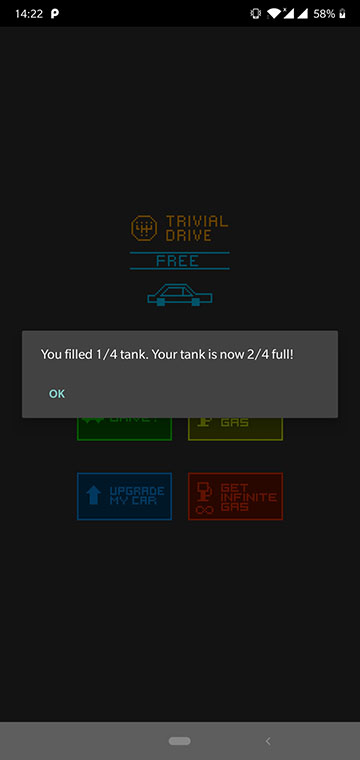 14:22
58%
TRIVIAL
DRIVE
FREE
You filled 1/4 tank. Your tank is now 2/4 full!
OK
DRIVE!
GAS
UPGRADE
MY CAR
GET
INFINITE
GAS